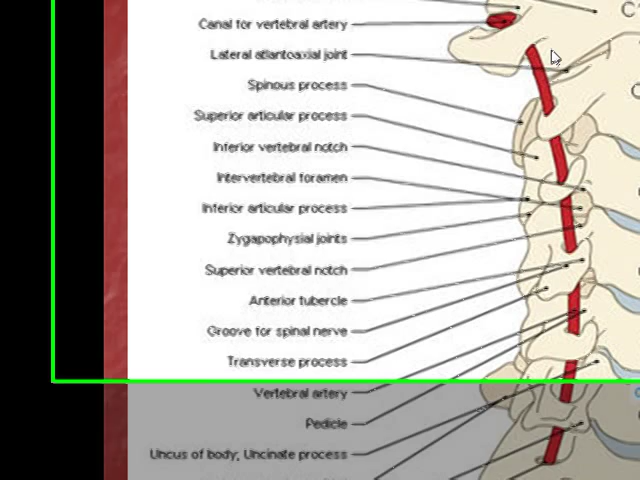 Canal for vertebral artery
Lateral atlantoaxial joint
Spinous process
Superior articular process
Inferior vertebral notch
Intervertebral foramen
Inferior articular process
Zygapophysial joints
Superior vertebral notch
Anterior tubercle
Groove for spinal nerve
Transverse process
Vertebral artery
Pedicle
Uncus of body; Uncinate process